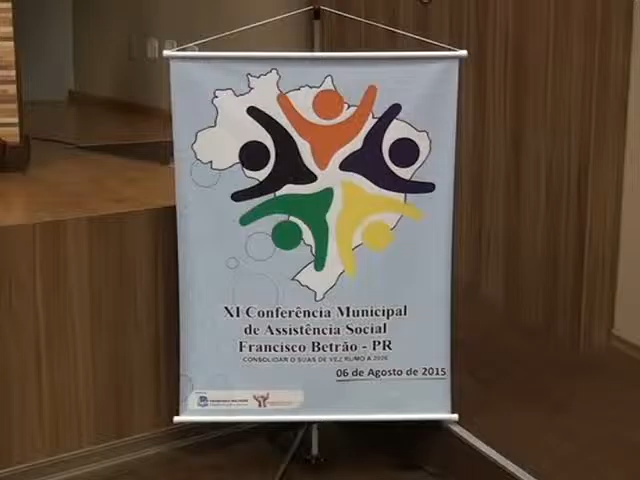 XI Conferência Municipal
de Assistência Social
Francisco Betrão - PR
CONSOLIDAR O SUAS DE VEZ RUMO A 2026
06 de Agosto de 2015